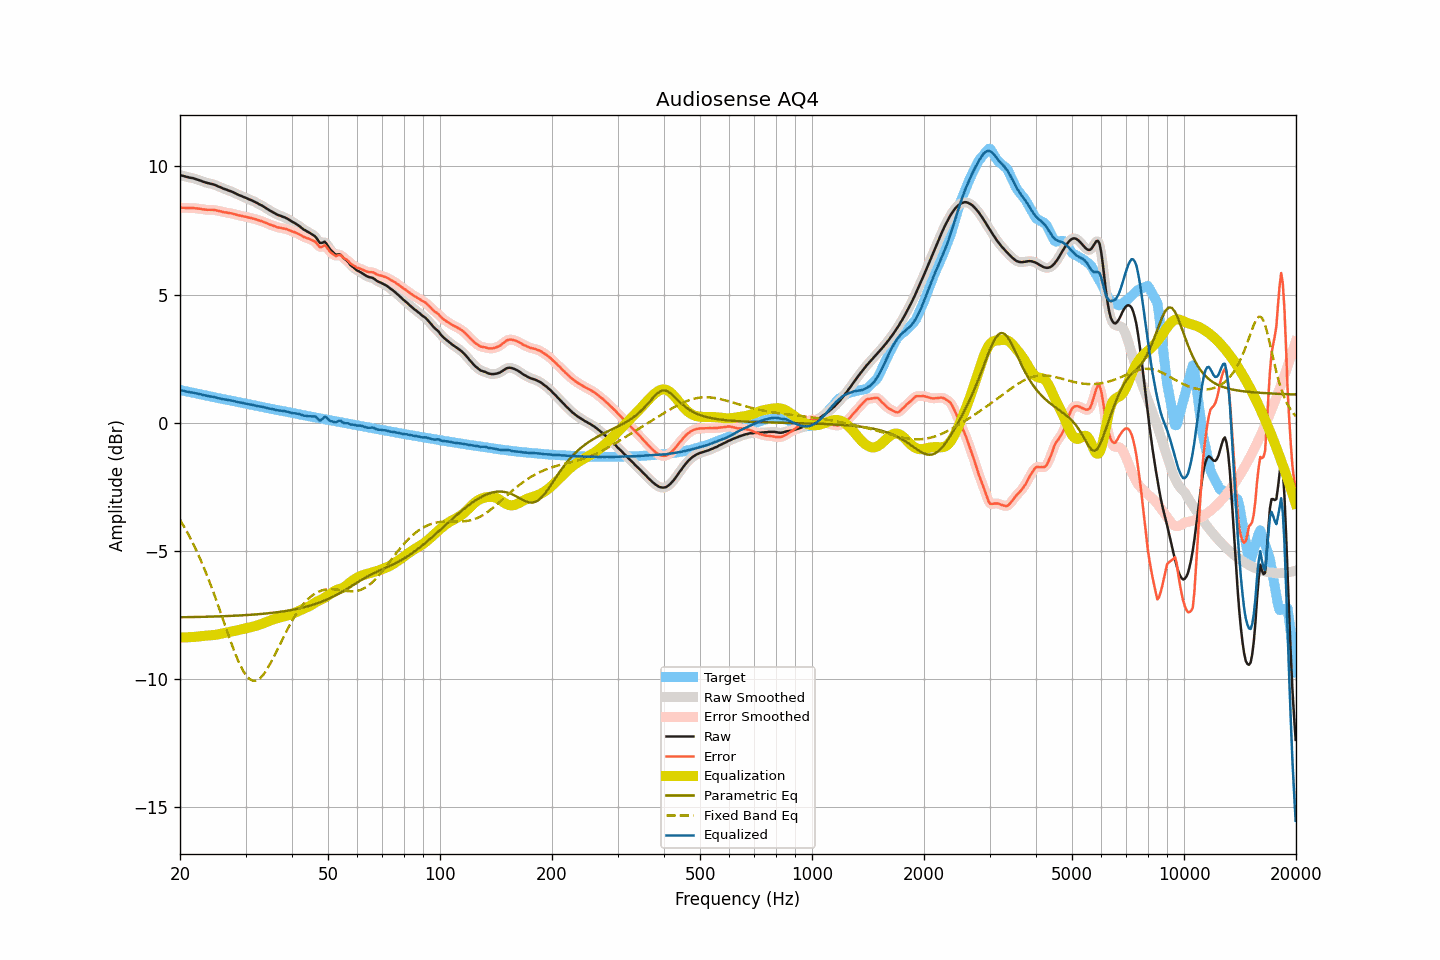 Audiosense AQ4
Amplitude (dBr)
10
5
0
−5
−10
−15
Target
Raw Smoothed
Error Smoothed
Raw
Error
Equalization
Parametric Eq
Fixed Band Eq
Equalized
20 50 100 200 500 1000 2000 5000 10000 20000
Frequency (Hz)